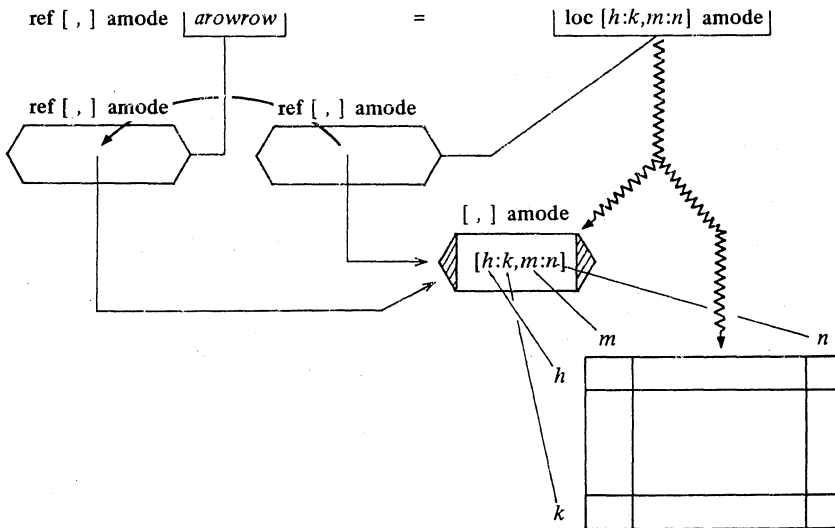 ref [ , ] amode arowrow = loc [h:k,m:n] amode
ref [ , ] amode ref [ , ] amode
[ , ] amode
[h:k,m:n]
m n
h
k